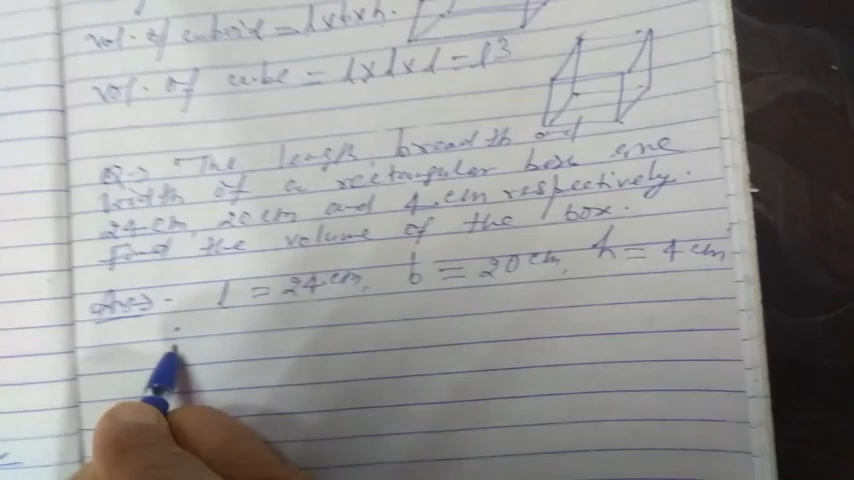 vol. of cuboid = l x b x h.
vol. of cube = l x l x l = l³
Q → The length, breadth and
width of a rectangular box are
24 cm, 20 cm and 4 cm respectively.
Find the volume of the box.
Ans → l = 24 cm, b = 20 cm, h = 4 cm